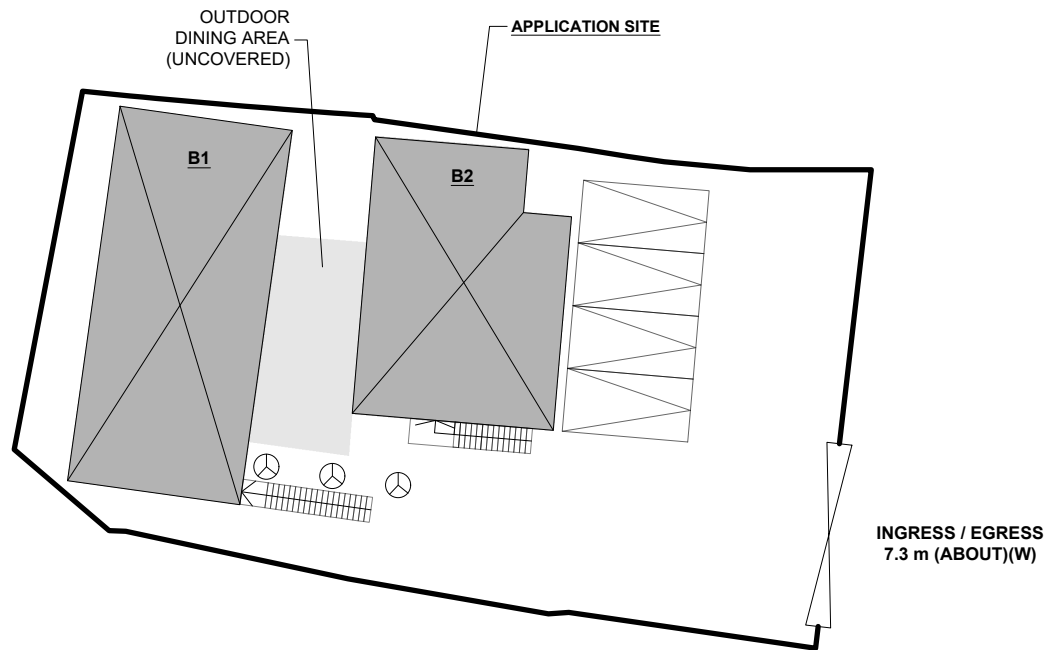 OUTDOOR
DINING AREA
(UNCOVERED)
APPLICATION SITE
B1
B2
INGRESS / EGRESS
7.3 m (ABOUT)(W)